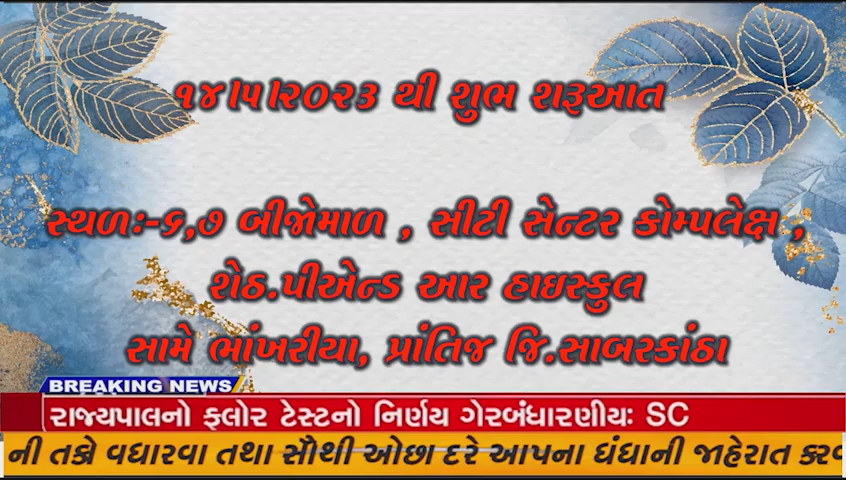 ૧૪।૫।૨૦૨૩ થી શુભ શરૂઆત
સ્થળઃ-૬,૭ બીજોમાળ , સીટી સેન્ટર કોમ્પલેક્ષ ,
શેઠ.પીએન્ડ આર હાઇસ્કુલ
સામે ભાંખરીયા, પ્રાંતિજ જિ.સાબરકાંઠા
BREAKING NEWS
રાજ્યપાલનો ફ્લોર ટેસ્ટનો નિર્ણય ગેરબંધારણીયઃ SC
ની તકો વધારવા તથા સૌથી ઓછા દરે આપના ધંધાની જાહેરાત કરવ